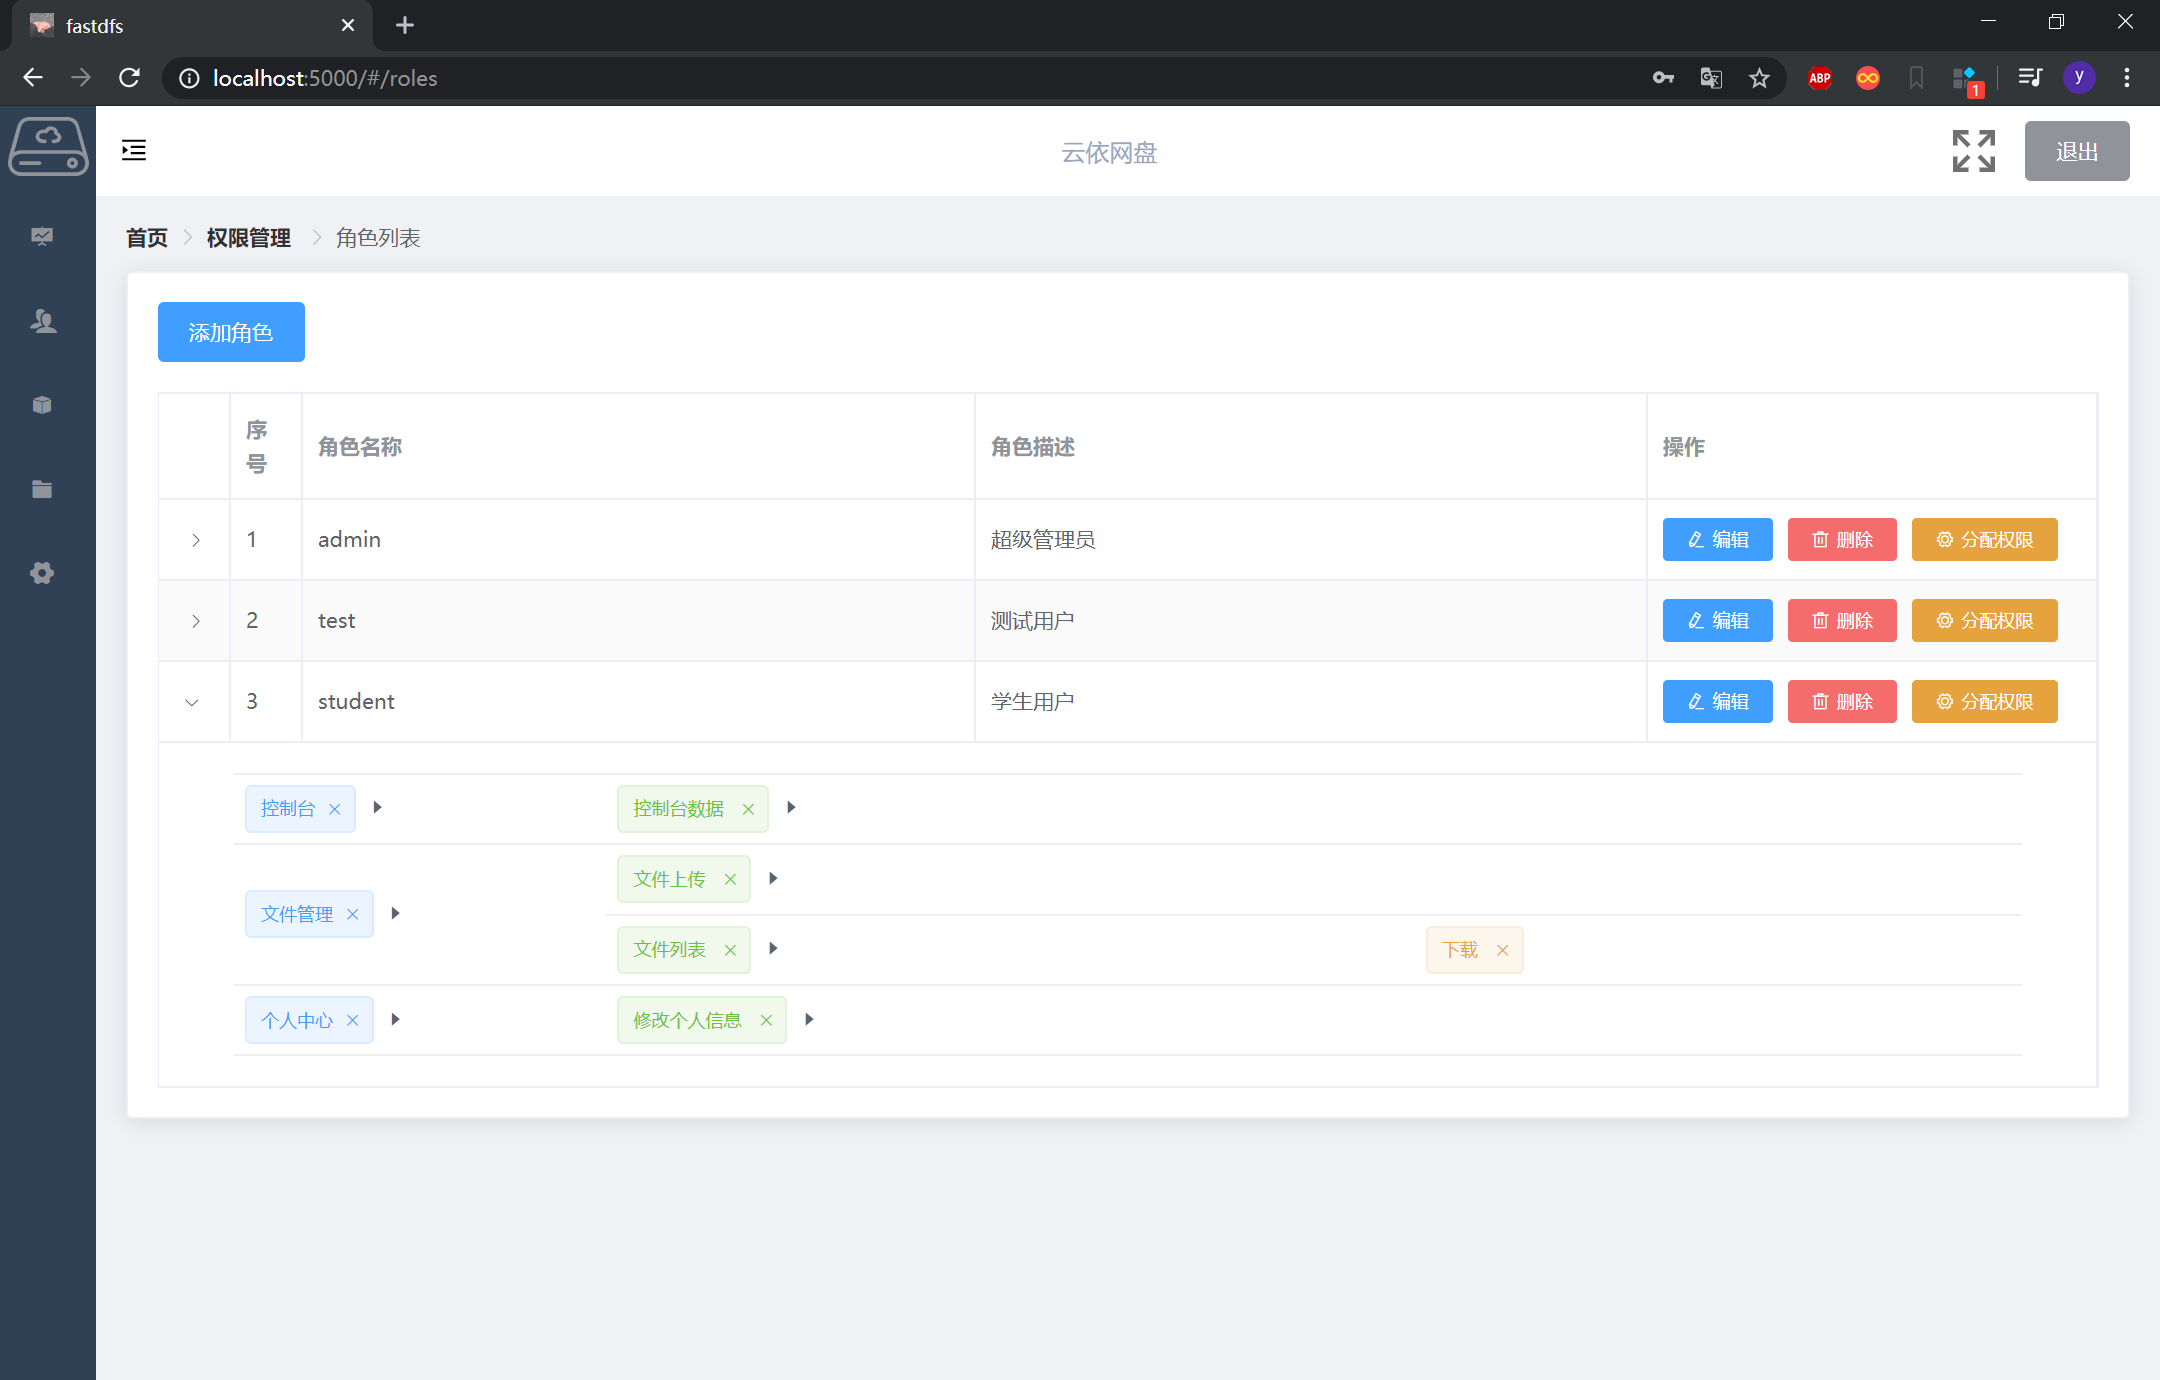 fastdfs
localhost:5000/#/roles
ABP
1
y
云依网盘
退出
首页
权限管理
角色列表
添加角色
序号
角色名称
角色描述
操作
1
admin
超级管理员
编辑
删除
分配权限
2
test
测试用户
编辑
删除
分配权限
3
student
学生用户
编辑
删除
分配权限
控制台
控制台数据
文件管理
文件上传
文件列表
下载
个人中心
修改个人信息